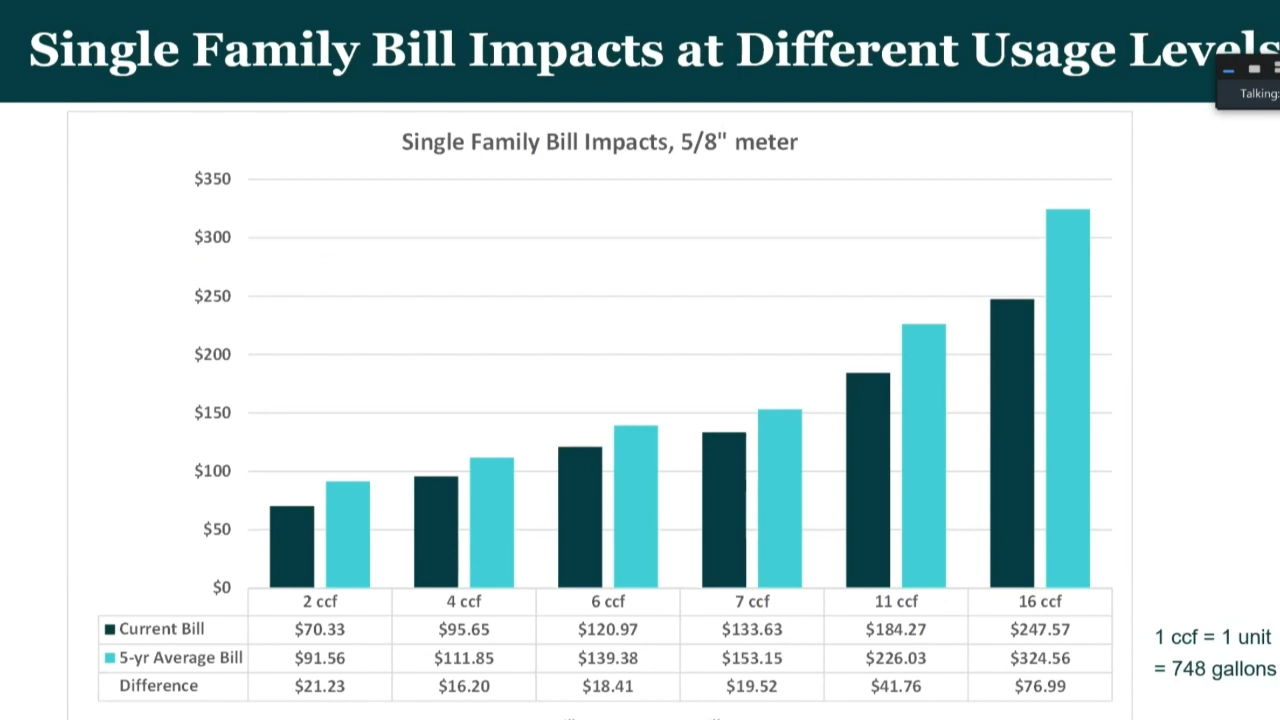 Single Family Bill Impacts at Different Usage Levels
Talking:
Single Family Bill Impacts, 5/8" meter
$350
$300
$250
$200
$150
$100
$50
$0
2 ccf 4 ccf 6 ccf 7 ccf 11 ccf 16 ccf
Current Bill $70.33 $95.65 $120.97 $133.63 $184.27 $247.57
5-yr Average Bill $91.56 $111.85 $139.38 $153.15 $226.03 $324.56
Difference $21.23 $16.20 $18.41 $19.52 $41.76 $76.99
1 ccf = 1 unit
= 748 gallons